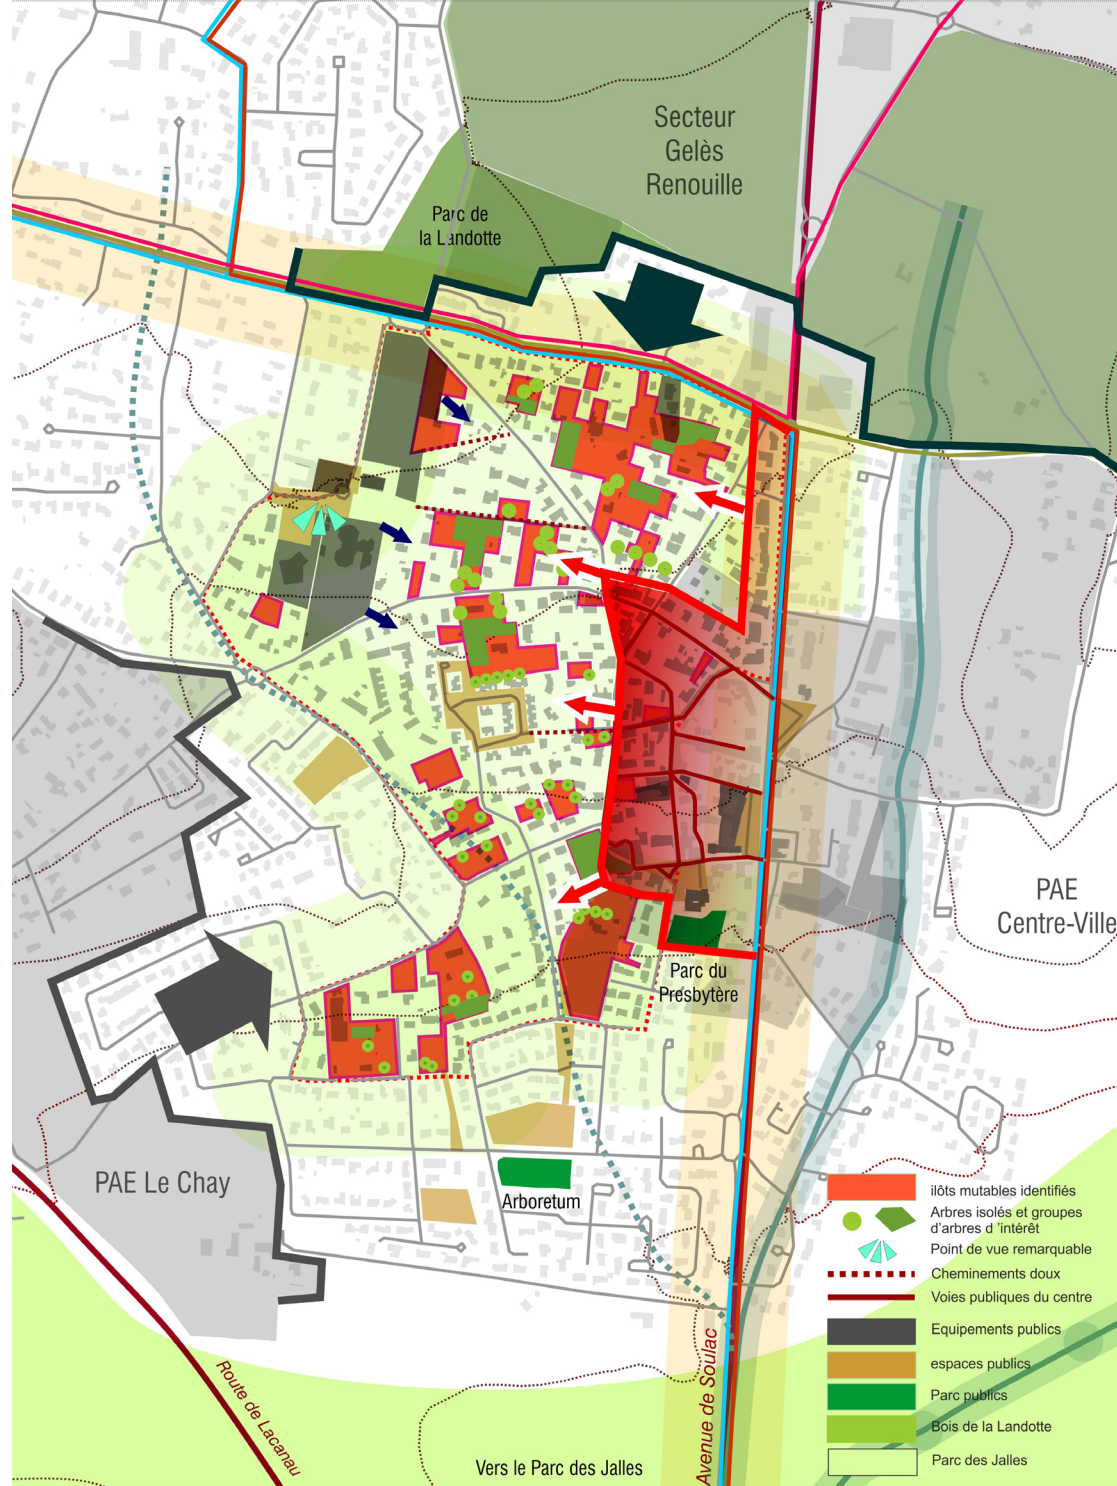 Secteur
Gelès
Renouille
Parc de
la Landotte
PAE
Centre-Ville
Parc du
Presbytère
PAE Le Chay
Arboretum
Route de Lacanau
Avenue de Soulac
Vers le Parc des Jalles
ilôts mutables identifiés
Arbres isolés et groupes
d'arbres d 'intérêt
Point de vue remarquable
Cheminements doux
Voies publiques du centre
Equipements publics
espaces publics
Parc publics
Bois de la Landotte
Parc des Jalles